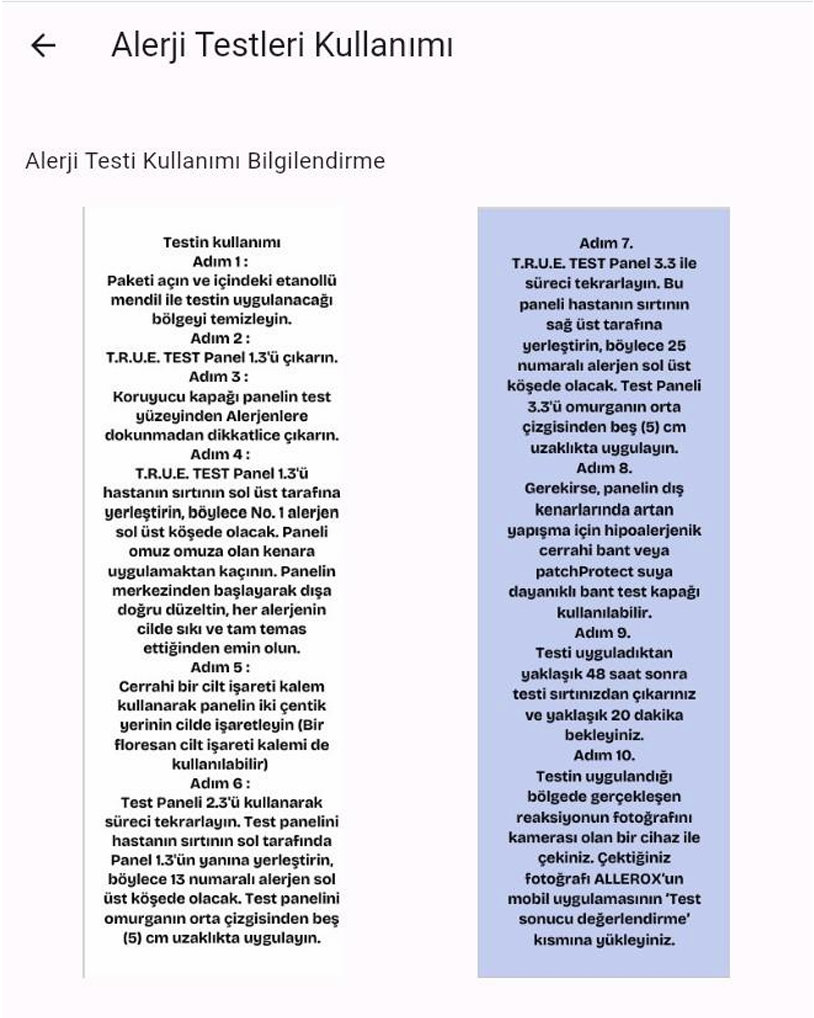 Alerji Testleri Kullanımı
Alerji Testi Kullanımı Bilgilendirme
Testin kullanımı
Adım 1 :
Paketi açın ve içindeki etanollü
mendil ile testin uygulanacağı
bölgeyi temizleyin.
Adım 2 :
T.R.U.E. TEST Panel 1.3'ü çıkarın.
Adım 3 :
Koruyucu kapağı panelin test
yüzeyinden Alerjenlere
dokunmadan dikkatlice çıkarın.
Adım 4 :
T.R.U.E. TEST Panel 1.3'ü
hastanın sırtının sol üst tarafına
yerleştirin, böylece No. 1 alerjen
sol üst köşede olacak. Paneli
omuz omuza olan kenara
uygulamaktan kaçının. Panelin
merkezinden başlayarak dışa
doğru düzeltin, her alerjenin
cilde sıkı ve tam temas
ettiğinden emin olun.
Adım 5 :
Cerrahi bir cilt işareti kalem
kullanarak panelin iki çentik
yerinin cilde işaretleyin (Bir
floresan cilt işareti kalemi de
kullanılabilir)
Adım 6 :
Test Paneli 2.3'ü kullanarak
süreci tekrarlayın. Test panelini
hastanın sırtının sol tarafında
Panel 1.3'ün yanına yerleştirin,
böylece 13 numaralı alerjen sol
üst köşede olacak. Test panelini
omurganın orta çizgisinden beş
(5) cm uzaklıkta uygulayın.
Adım 7.
T.R.U.E. TEST Panel 3.3 ile
süreci tekrarlayın. Bu
paneli hastanın sırtının
sağ üst tarafına
yerleştirin, böylece 25
numaralı alerjen sol üst
köşede olacak. Test Paneli
3.3'ü omurganın orta
çizgisinden beş (5) cm
uzaklıkta uygulayın.
Adım 8.
Gerekirse, panelin dış
kenarlarında artan
yapışma için hipoalerjenik
cerrahi bant veya
patchProtect suya
dayanıklı bant test kapağı
kullanılabilir.
Adım 9.
Testi uyguladıktan
yaklaşık 48 saat sonra
testi sırtınızdan çıkarınız
ve yaklaşık 20 dakika
bekleyiniz.
Adım 10.
Testin uygulandığı
bölgede gerçekleşen
reaksiyonun fotoğrafını
kamerası olan bir cihaz ile
çekiniz. Çektiğiniz
fotoğrafı ALLEROX'un
mobil uygulamasının 'Test
sonucu değerlendirme'
kısmına yükleyiniz.